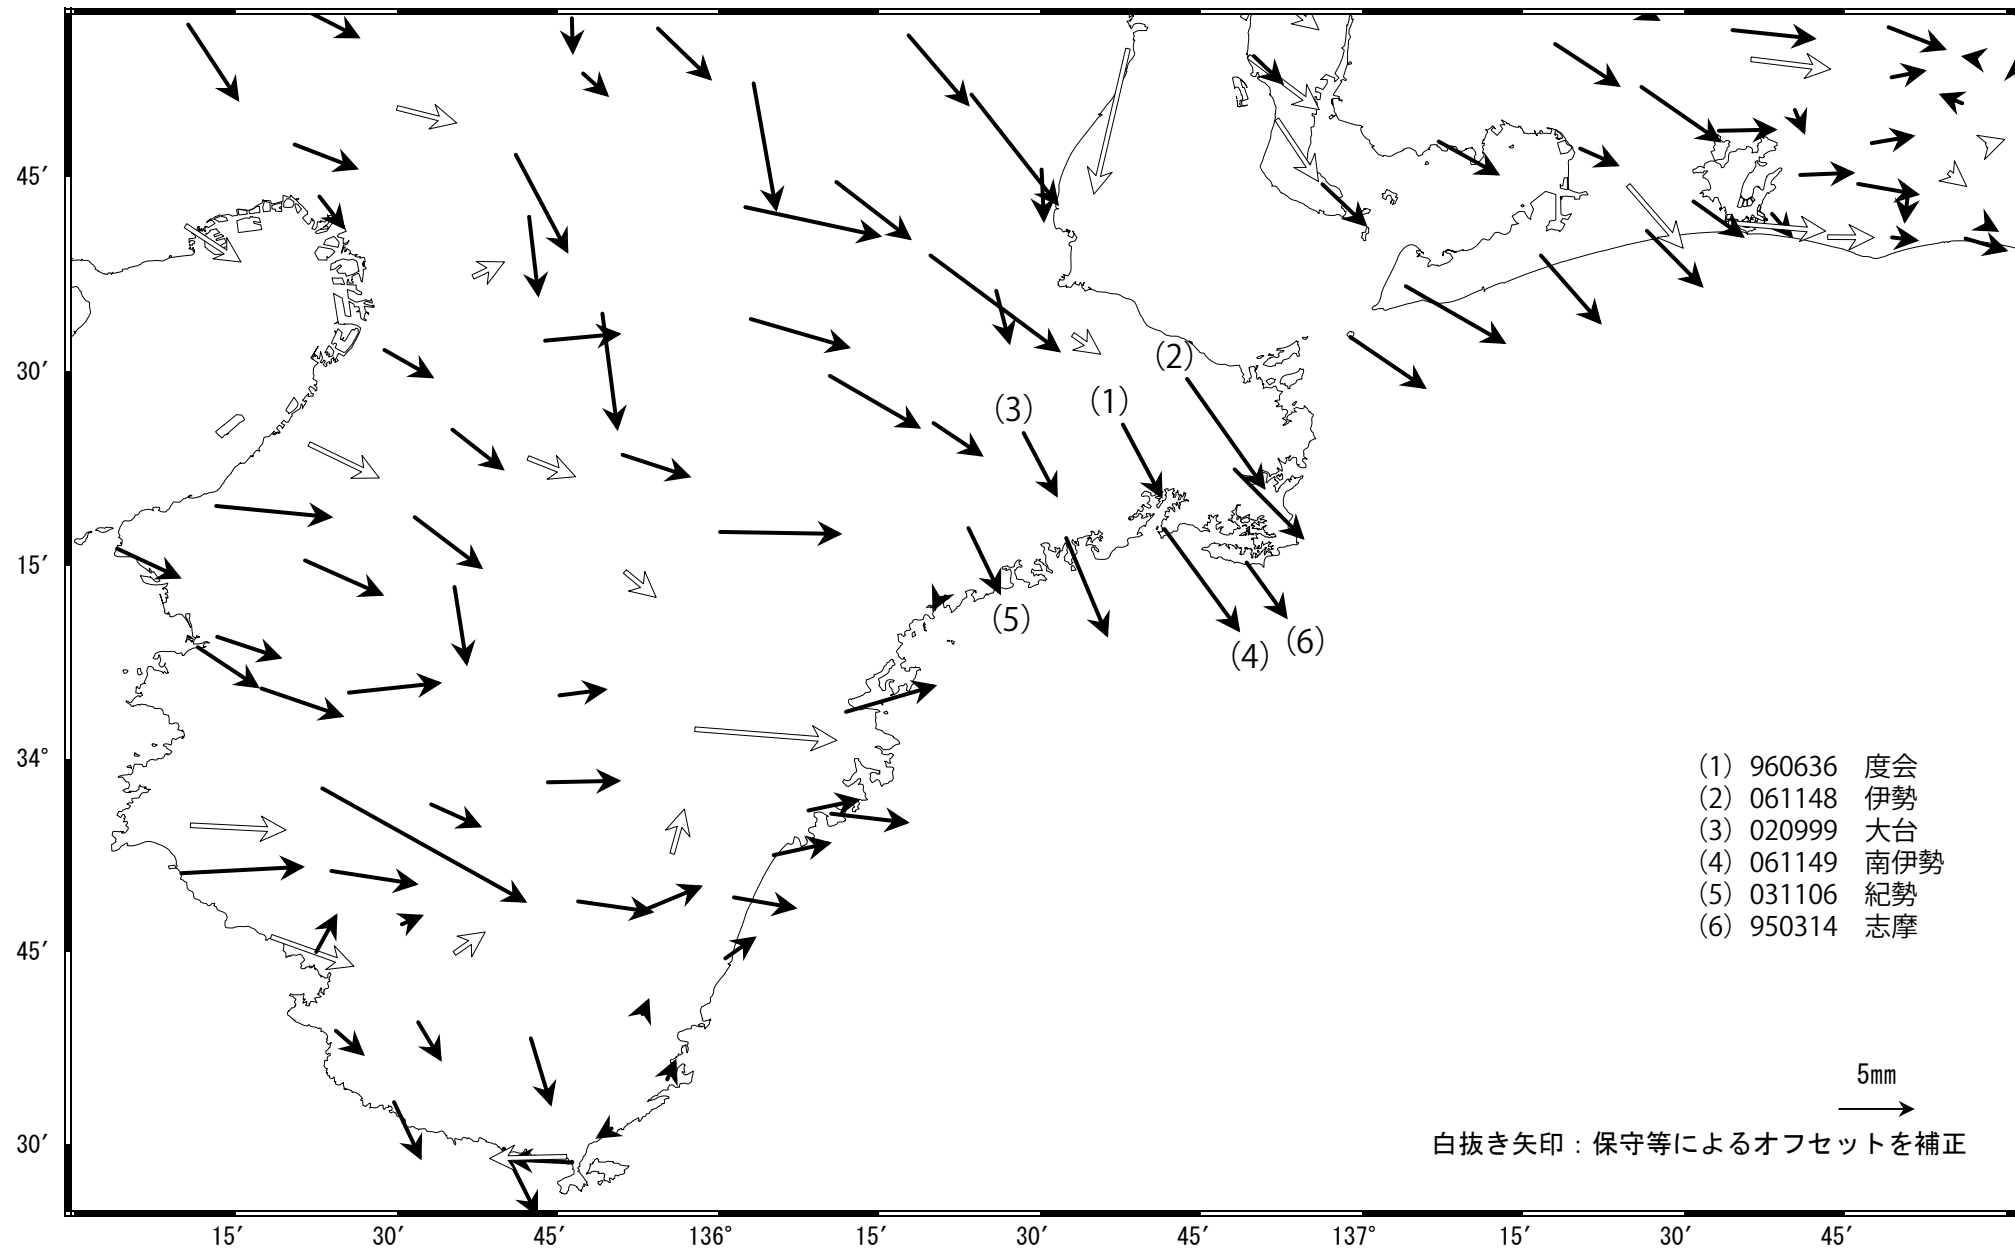 45′
(2)
30′
(3)
(1)
15′
(5)
(4)
(6)
34°
(1) 960636 度会
(2) 061148 伊勢
(3) 020999 大台
(4) 061149 南伊勢
(5) 031106 紀勢
(6) 950314 志摩
45′
5mm
30′
白抜き矢印：保守等によるオフセットを補正
15′ 30′ 45′ 136° 15′ 30′ 45′ 137° 15′ 30′ 45′